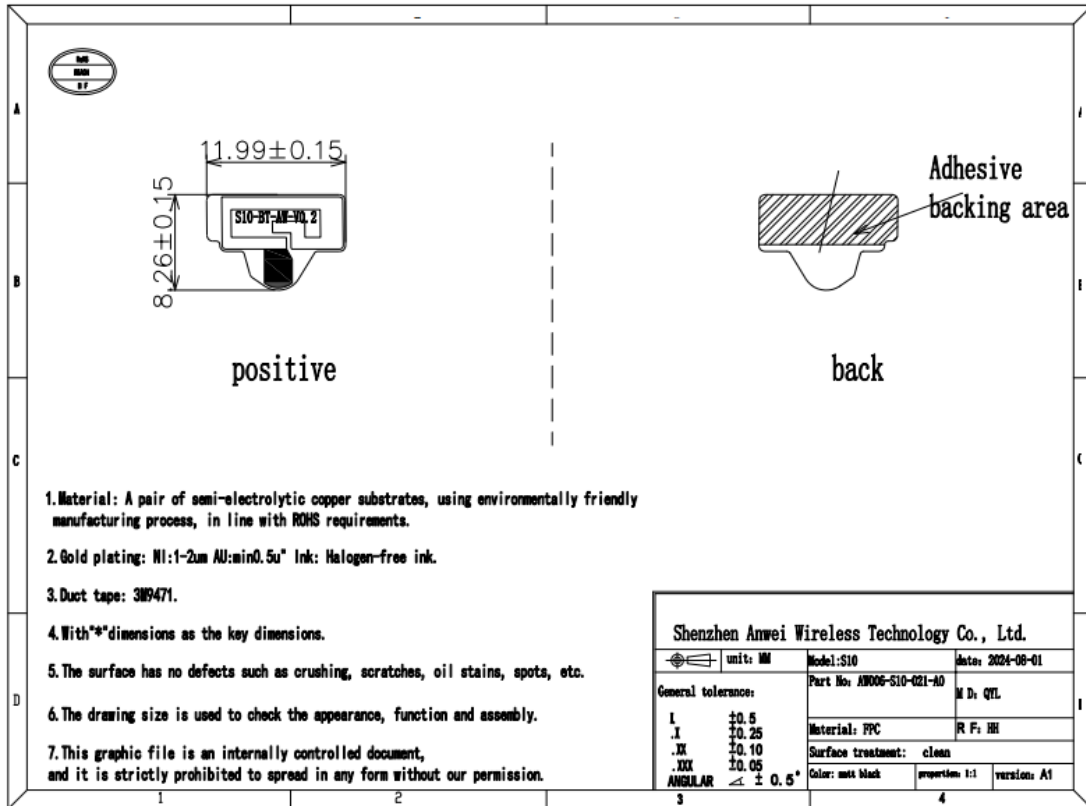 RoHS
REACH
H F
A
B
C
D
11.99±0.15
8.26±0.15
S10-BT-AW-V0.2
positive
Adhesive
backing area
back
1.Material: A pair of semi-electrolytic copper substrates, using environmentally friendly
manufacturing process, in line with ROHS requirements.
2.Gold plating: NI:1-2um AU:min0.5u" Ink: Halogen-free ink.
3.Duct tape: 3M9471.
4.With"*"dimensions as the key dimensions.
5.The surface has no defects such as crushing, scratches, oil stains, spots, etc.
6.The drawing size is used to check the appearance, function and assembly.
7.This graphic file is an internally controlled document,
and it is strictly prohibited to spread in any form without our permission.
Shenzhen Anwei Wireless Technology Co., Ltd.
unit: MM
Model:S10
date: 2024-08-01
General tolerance:
Part No: AW006-S10-021-A0
M D: QYL
X ±0.5
.X ±0.25
.XX ±0.10
.XXX ±0.05
ANGULAR ∠ ± 0.5°
Material: FPC
R F: HH
Surface treatment: clean
Color: matt black
proportion: 1:1
version: A1
1
2
3
4